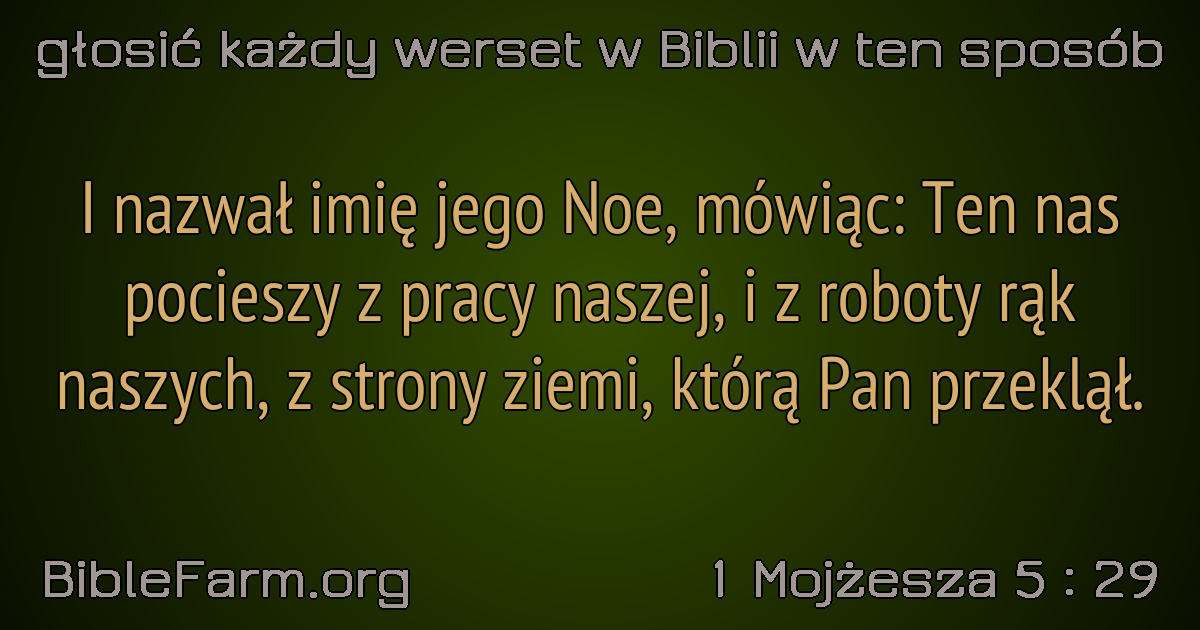 głosić każdy werset w Biblii w ten sposób
I nazwał imię jego Noe, mówiąc: Ten nas
pocieszy z pracy naszej, i z roboty rąk
naszych, z strony ziemi, którą Pan przeklął.
BibleFarm.org
1 Mojżesza 5 : 29